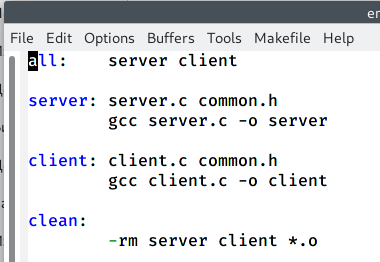 en
File Edit Options Buffers Tools Makefile Help
all:    server client
server: server.c common.h
        gcc server.c -o server
client: client.c common.h
        gcc client.c -o client
clean:
        -rm server client *.o